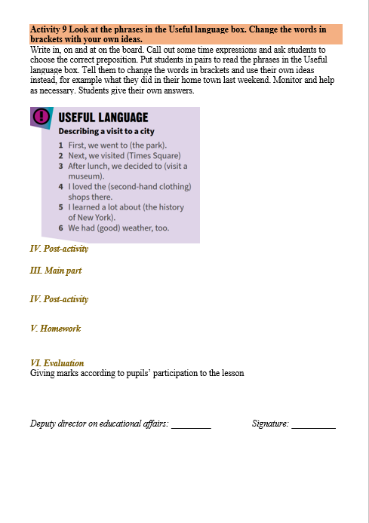 Activity 9 Look at the phrases in the Useful language box. Change the words in
brackets with your own ideas.
Write in, on and at on the board. Call out some time expressions and ask students to
choose the correct preposition. Put students in pairs to read the phrases in the Useful
language box. Tell them to change the words in brackets and use their own ideas
instead, for example what they did in their home town last weekend. Monitor and help
as necessary. Students give their own answers.
! USEFUL LANGUAGE
Describing a visit to a city
1 First, we went to (the park).
2 Next, we visited (Times Square)
3 After lunch, we decided to (visit a
museum).
4 I loved the (second-hand clothing)
shops there.
5 I learned a lot about (the history
of New York).
6 We had (good) weather, too.
IV. Post-activity
III. Main part
IV. Post-activity
V. Homework
VI. Evaluation
Giving marks according to pupils’ participation to the lesson
Deputy director on educational affairs: ________ Signature: _________